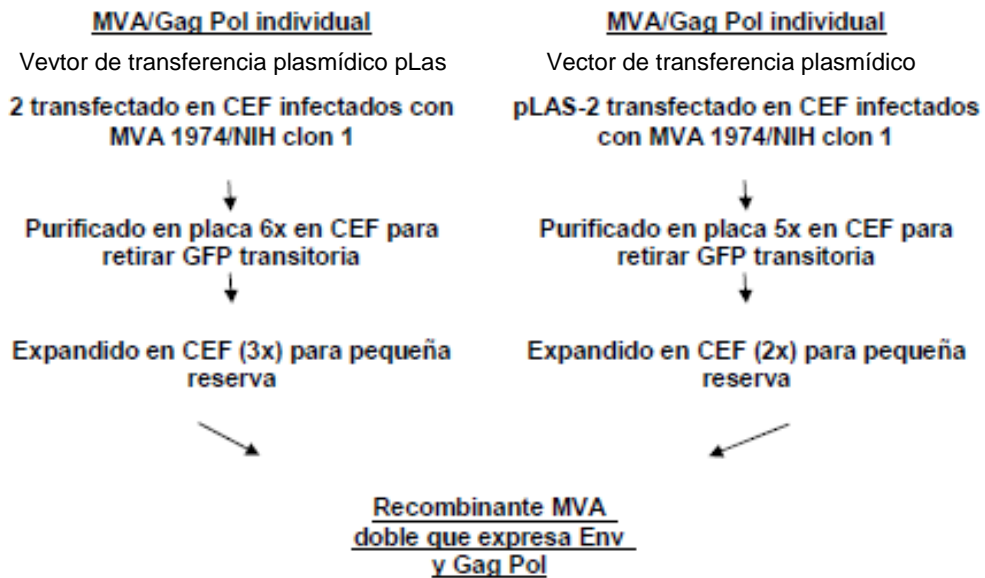 MVA/Gag Pol individual
Vevtor de transferencia plasmídico pLas
2 transfectado en CEF infectados con
MVA 1974/NIH clon 1
Purificado en placa 6x en CEF para
retirar GFP transitoria
Expandido en CEF (3x) para pequeña
reserva
MVA/Gag Pol individual
Vector de transferencia plasmídico
pLAS-2 transfectado en CEF infectados
con MVA 1974/NIH clon 1
Purificado en placa 5x en CEF para
retirar GFP transitoria
Expandido en CEF (2x) para pequeña
reserva
Recombinante MVA
doble que expresa Env
y Gag Pol